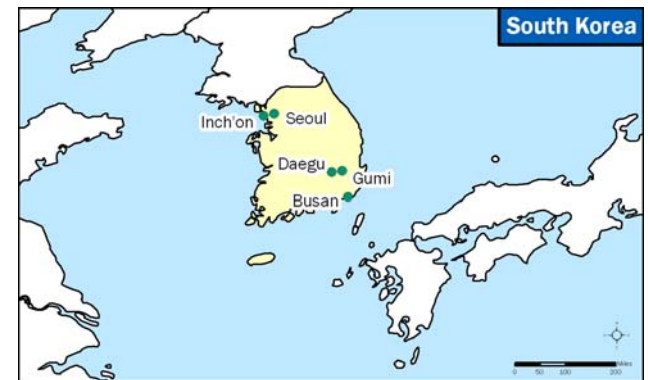 South Korea
Inch'on
Seoul
Daegu
Gumi
Busan
Miles
0 50 100 200